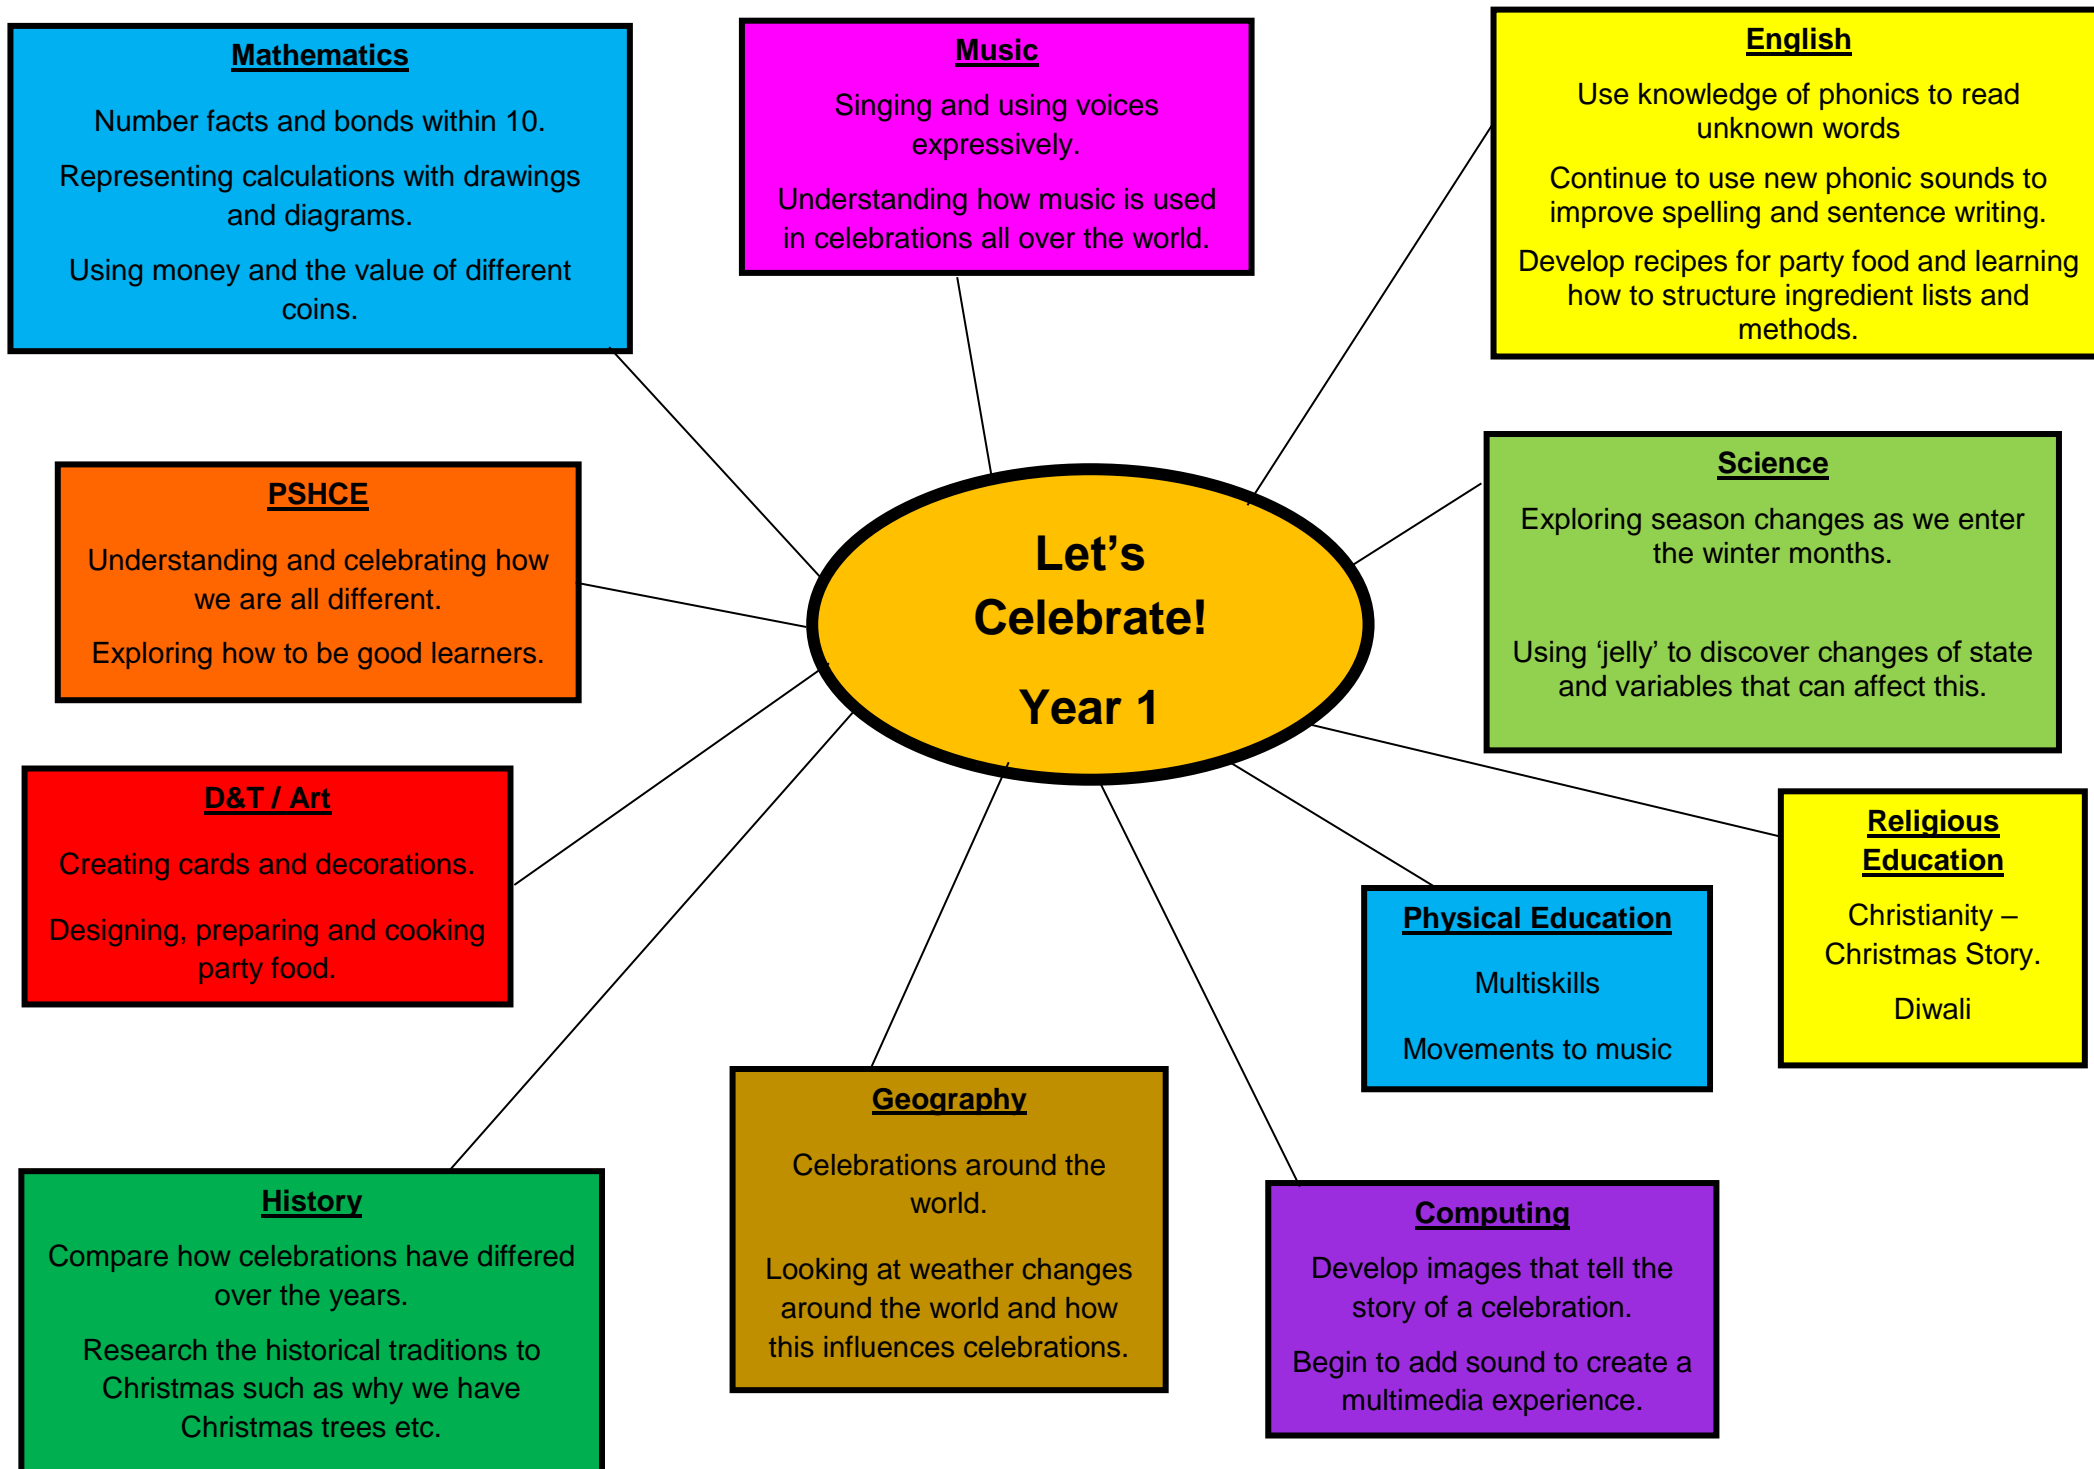 Mathematics
Number facts and bonds within 10.
Representing calculations with drawings
and diagrams.
Using money and the value of different
coins.
Music
Singing and using voices
expressively.
Understanding how music is used
in celebrations all over the world.
English
Use knowledge of phonics to read
unknown words
Continue to use new phonic sounds to
improve spelling and sentence writing.
Develop recipes for party food and learning
how to structure ingredient lists and
methods.
PSHCE
Understanding and celebrating how
we are all different.
Exploring how to be good learners.
Let’s
Celebrate!
Year 1
Science
Exploring season changes as we enter
the winter months.
Using ‘jelly’ to discover changes of state
and variables that can affect this.
D&T / Art
Creating cards and decorations.
Designing, preparing and cooking
party food.
Religious
Education
Christianity –
Christmas Story.
Diwali
Physical Education
Multiskills
Movements to music
History
Compare how celebrations have differed
over the years.
Research the historical traditions to
Christmas such as why we have
Christmas trees etc.
Geography
Celebrations around the
world.
Looking at weather changes
around the world and how
this influences celebrations.
Computing
Develop images that tell the
story of a celebration.
Begin to add sound to create a
multimedia experience.